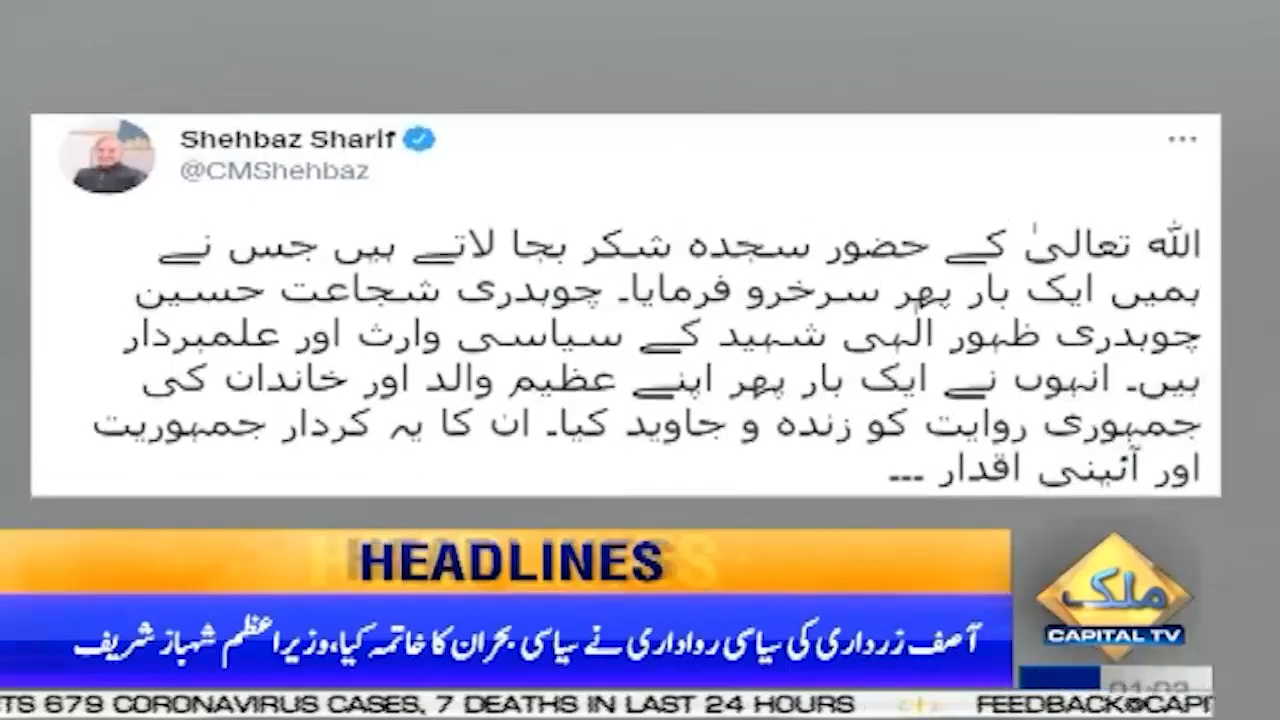 Shehbaz Sharif
@CMShehbaz
اللہ تعالیٰ کے حضور سجدہ شکر بجا لاتے ہیں جس نے
ہمیں ایک بار پھر سرخرو فرمایا۔ چوہدری شجاعت حسین
چوہدری ظہور الٰہی شہید کے سیاسی وارث اور علمبردار
ہیں۔ انہوں نے ایک بار پھر اپنے عظیم والد اور خاندان کی
جمہوری روایت کو زندہ و جاوید کیا۔ ان کا یہ کردار جمہوریت
اور آئینی اقدار ...
HEADLINES
آصف زرداری کی سیاسی رواداری نے سیاسی بحران کا خاتمہ کیا،وزیراعظم شہباز شریف
ملک
CAPITAL TV
TS 679 CORONAVIRUS CASES, 7 DEATHS IN LAST 24 HOURS
FEEDBACK@CAPI